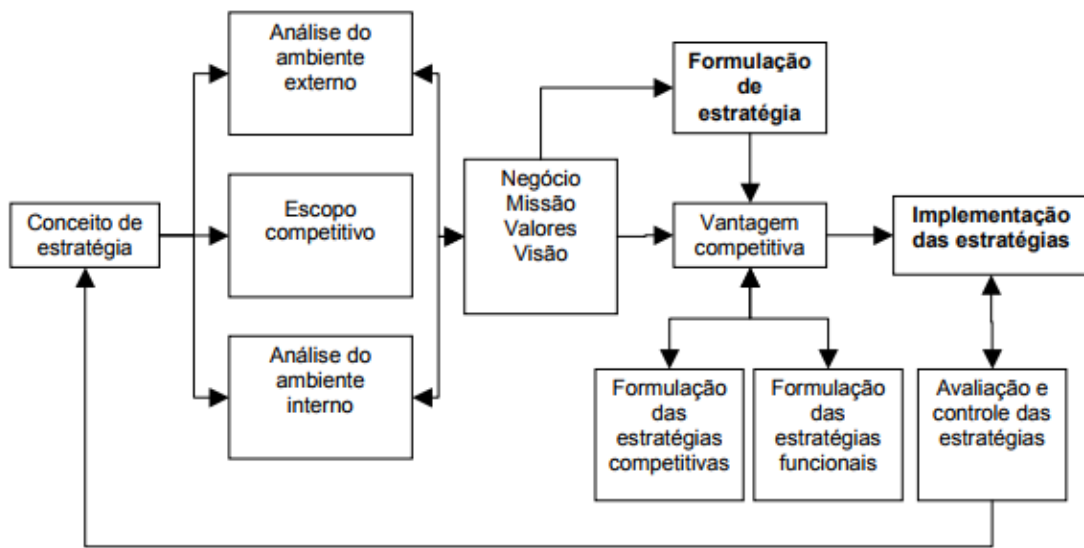 Análise do
ambiente
externo
Formulação
de
estratégia
Conceito de
estratégia
Escopo
competitivo
Negócio
Missão
Valores
Visão
Vantagem
competitiva
Implementação
das estratégias
Análise do
ambiente
interno
Formulação
das
estratégias
competitivas
Formulação
das
estratégias
funcionais
Avaliação e
controle das
estratégias